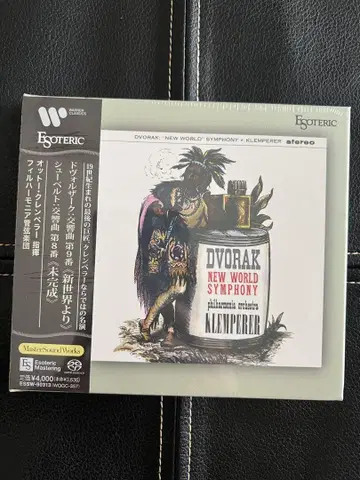 WARNER CLASSICS
ESOTERIC
19世紀生まれの最後の巨匠、クレンペラーならではの名演
ドヴォルザーク:交響曲第9番《新世界より》
シューベルト:交響曲第8番《未完成》
オットー・クレンペラー 指揮
フィルハーモニア管弦楽団
MasterSoundWorks
Esoteric Mastering
定価¥4,000
ESOTERIC
DVORAK: "NEW WORLD" SYMPHONY • KLEMPERER stereo
DVORAK
NEW WORLD
SYMPHONY
philharmonia orchestra
KLEMPERER